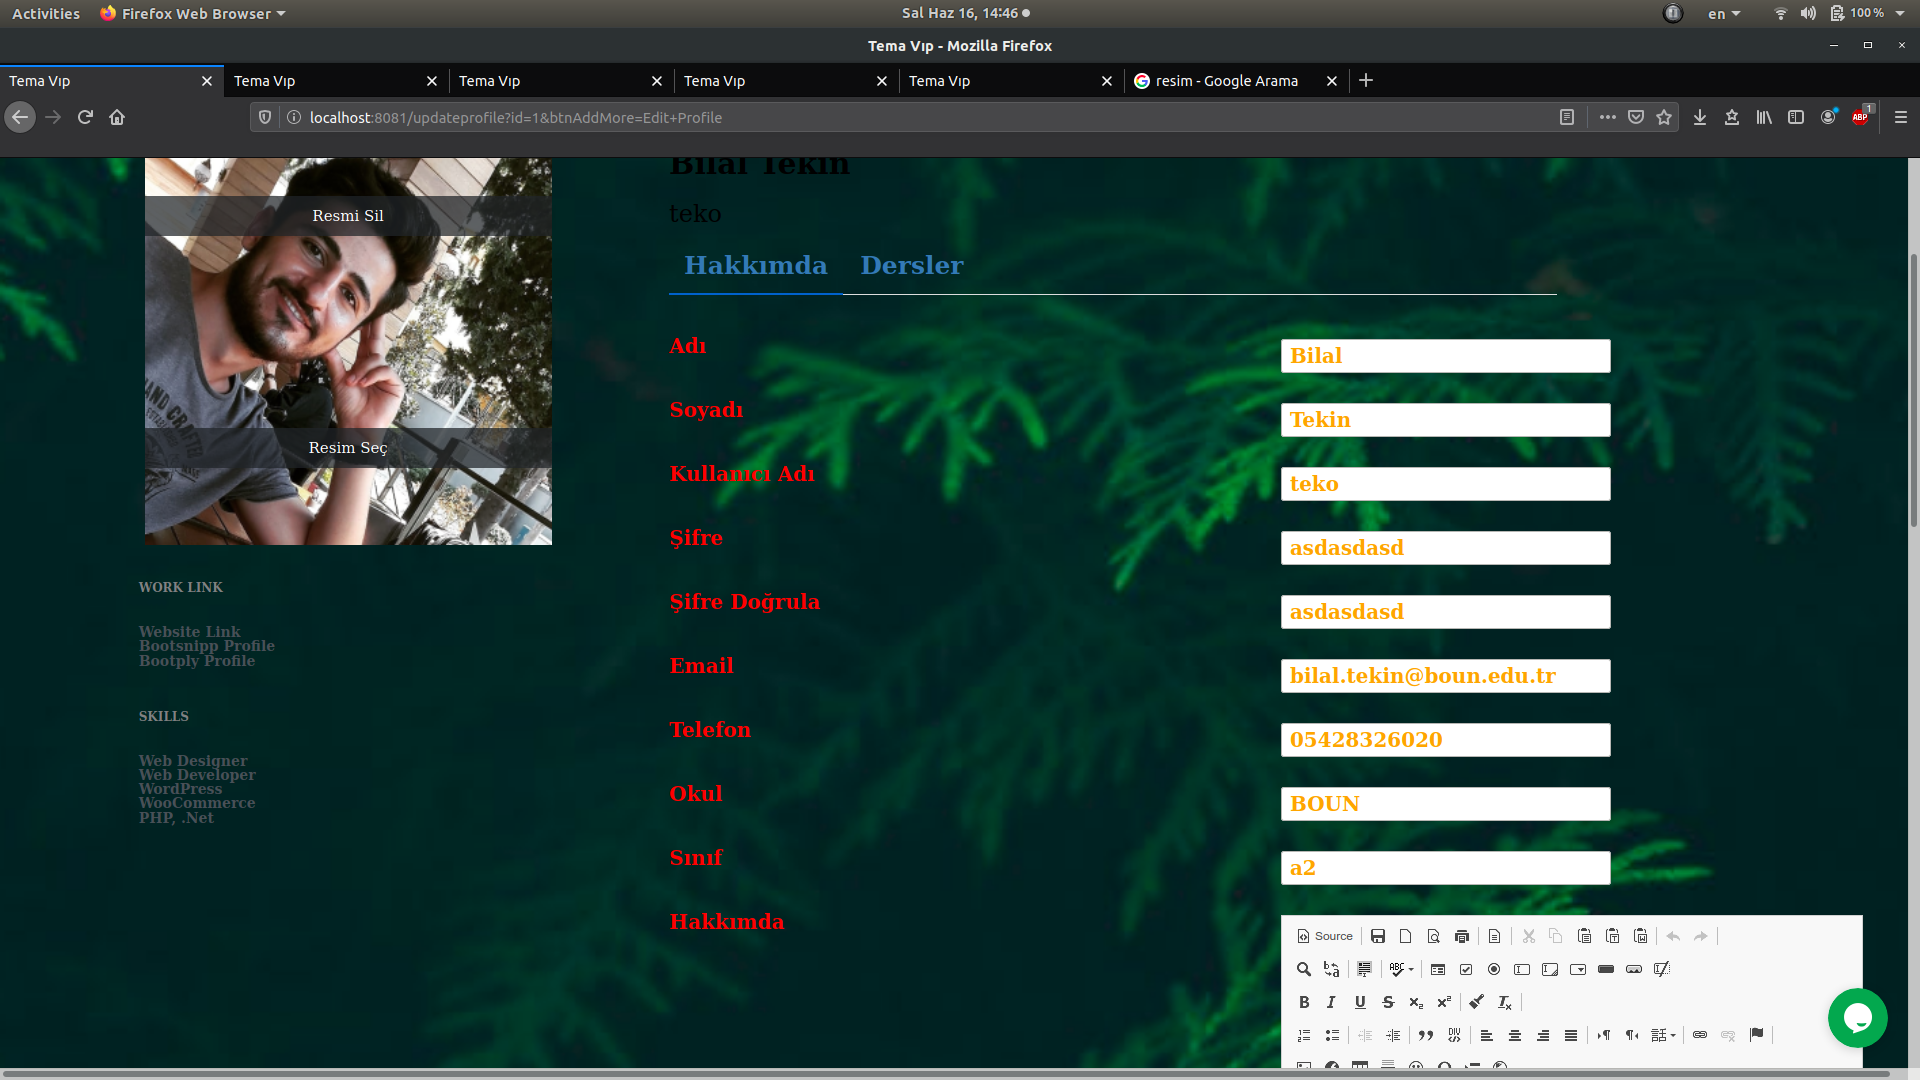 Activities Firefox Web Browser Sal Haz 16, 14:46 en 100 %
Tema Vıp - Mozilla Firefox
Tema Vıp Tema Vıp Tema Vıp Tema Vıp Tema Vıp resim - Google Arama
localhost:8081/updateprofile?id=1&btnAddMore=Edit+Profile ABP 1
Bilal Tekin
teko
Hakkımda Dersler
Resmi Sil
Resim Seç
WORK LINK
Website Link
Bootsnipp Profile
Bootply Profile
SKILLS
Web Designer
Web Developer
WordPress
WooCommerce
PHP, .Net
Adı Bilal
Soyadı Tekin
Kullanıcı Adı teko
Şifre asdasdasd
Şifre Doğrula asdasdasd
Email bilal.tekin@boun.edu.tr
Telefon 05428326020
Okul BOUN
Sınıf a2
Hakkımda
Source